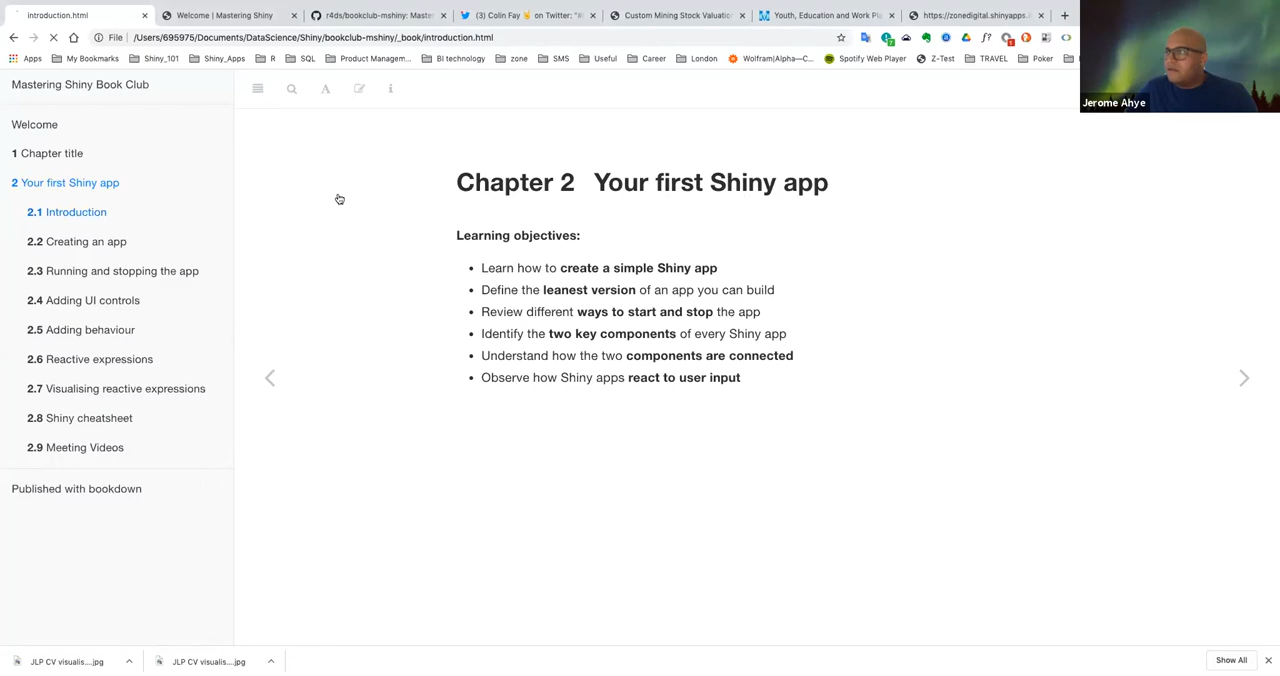 introduction.html
Welcome | Mastering Shiny
r4ds/bookclub-mshiny: Master
(3) Colin Fay 🤘 on Twitter: "#
Custom Mining Stock Valuation
Youth, Education and Work Pla
https://zonedigital.shinyapps.i
File /Users/695975/Documents/DataScience/Shiny/bookclub-mshiny/_book/introduction.html
Apps My Bookmarks Shiny_101 Shiny_Apps R SQL Product Managem... BI technology zone SMS Useful Career London Wolfram|Alpha—C... Spotify Web Player Z-Test TRAVEL Poker
Jerome Ahye
Mastering Shiny Book Club
Welcome
1 Chapter title
2 Your first Shiny app
2.1 Introduction
2.2 Creating an app
2.3 Running and stopping the app
2.4 Adding UI controls
2.5 Adding behaviour
2.6 Reactive expressions
2.7 Visualising reactive expressions
2.8 Shiny cheatsheet
2.9 Meeting Videos
Published with bookdown
Chapter 2 Your first Shiny app
Learning objectives:
• Learn how to create a simple Shiny app
• Define the leanest version of an app you can build
• Review different ways to start and stop the app
• Identify the two key components of every Shiny app
• Understand how the two components are connected
• Observe how Shiny apps react to user input
JLP CV visualis....jpg
JLP CV visualis....jpg
Show All